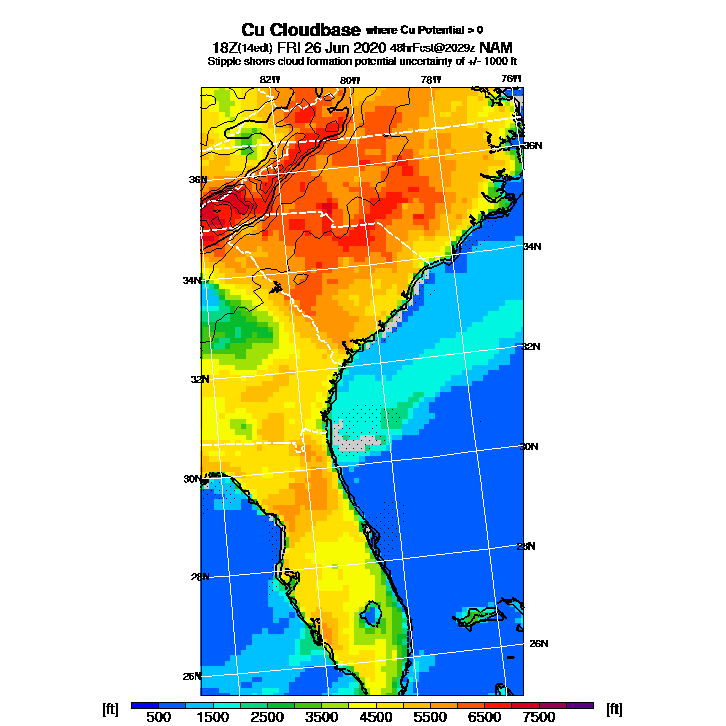 Cu Cloudbase where Cu Potential > 0
18Z(14edt) FRI 26 Jun 2020 48hrFcst@2029z NAM
Stipple shows cloud formation potential uncertainty of +/- 1000 ft
82W 80W 78W 76W
36N
36N
34N
34N
32N
32N
30N
30N
28N
28N
26N
26N
[ft] 500 1500 2500 3500 4500 5500 6500 7500 [ft]